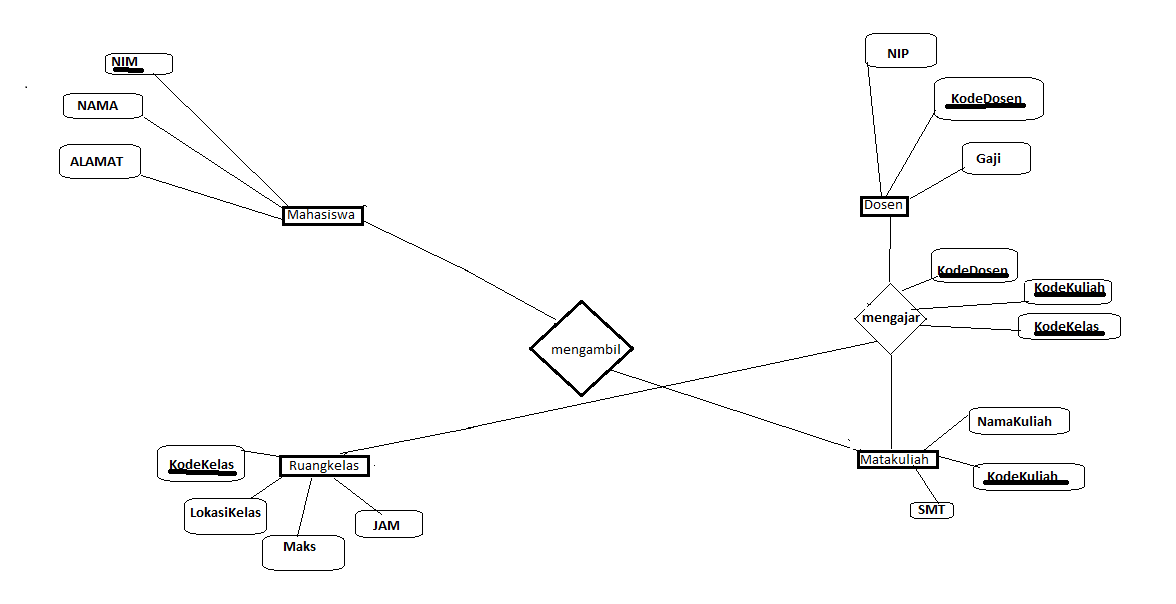 NIM
NAMA
ALAMAT
Mahasiswa
NIP
KodeDosen
Gaji
Dosen
KodeDosen
KodeKuliah
KodeKelas
mengajar
mengambil
NamaKuliah
KodeKuliah
SMT
Matakuliah
KodeKelas
Ruangkelas
LokasiKelas
Maks
JAM